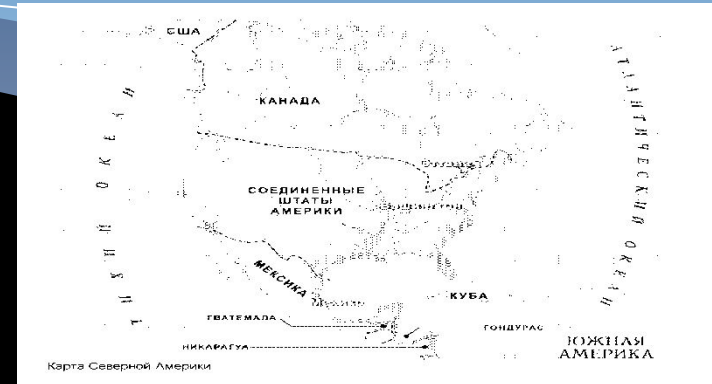 США
КАНАДА
ТИХИЙ ОКЕАН
АТЛАНТИЧЕСКИЙ ОКЕАН
СОЕДИНЕННЫЕ
ШТАТЫ
АМЕРИКИ
МЕКСИКА
КУБА
ГВАТЕМАЛА
ГОНДУРАС
НИКАРАГУА
ЮЖНАЯ
АМЕРИКА
Карта Северной Америки